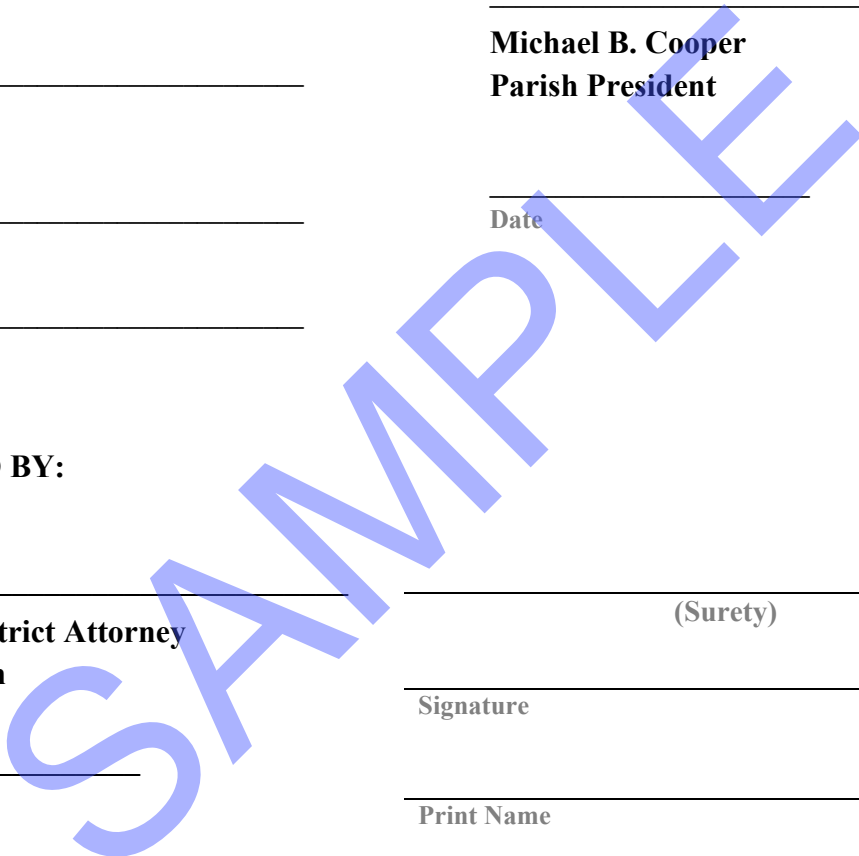 Michael B. Cooper
Parish President
Date
BY:
trict Attorney
(Surety)
Signature
Print Name
SAMPLE